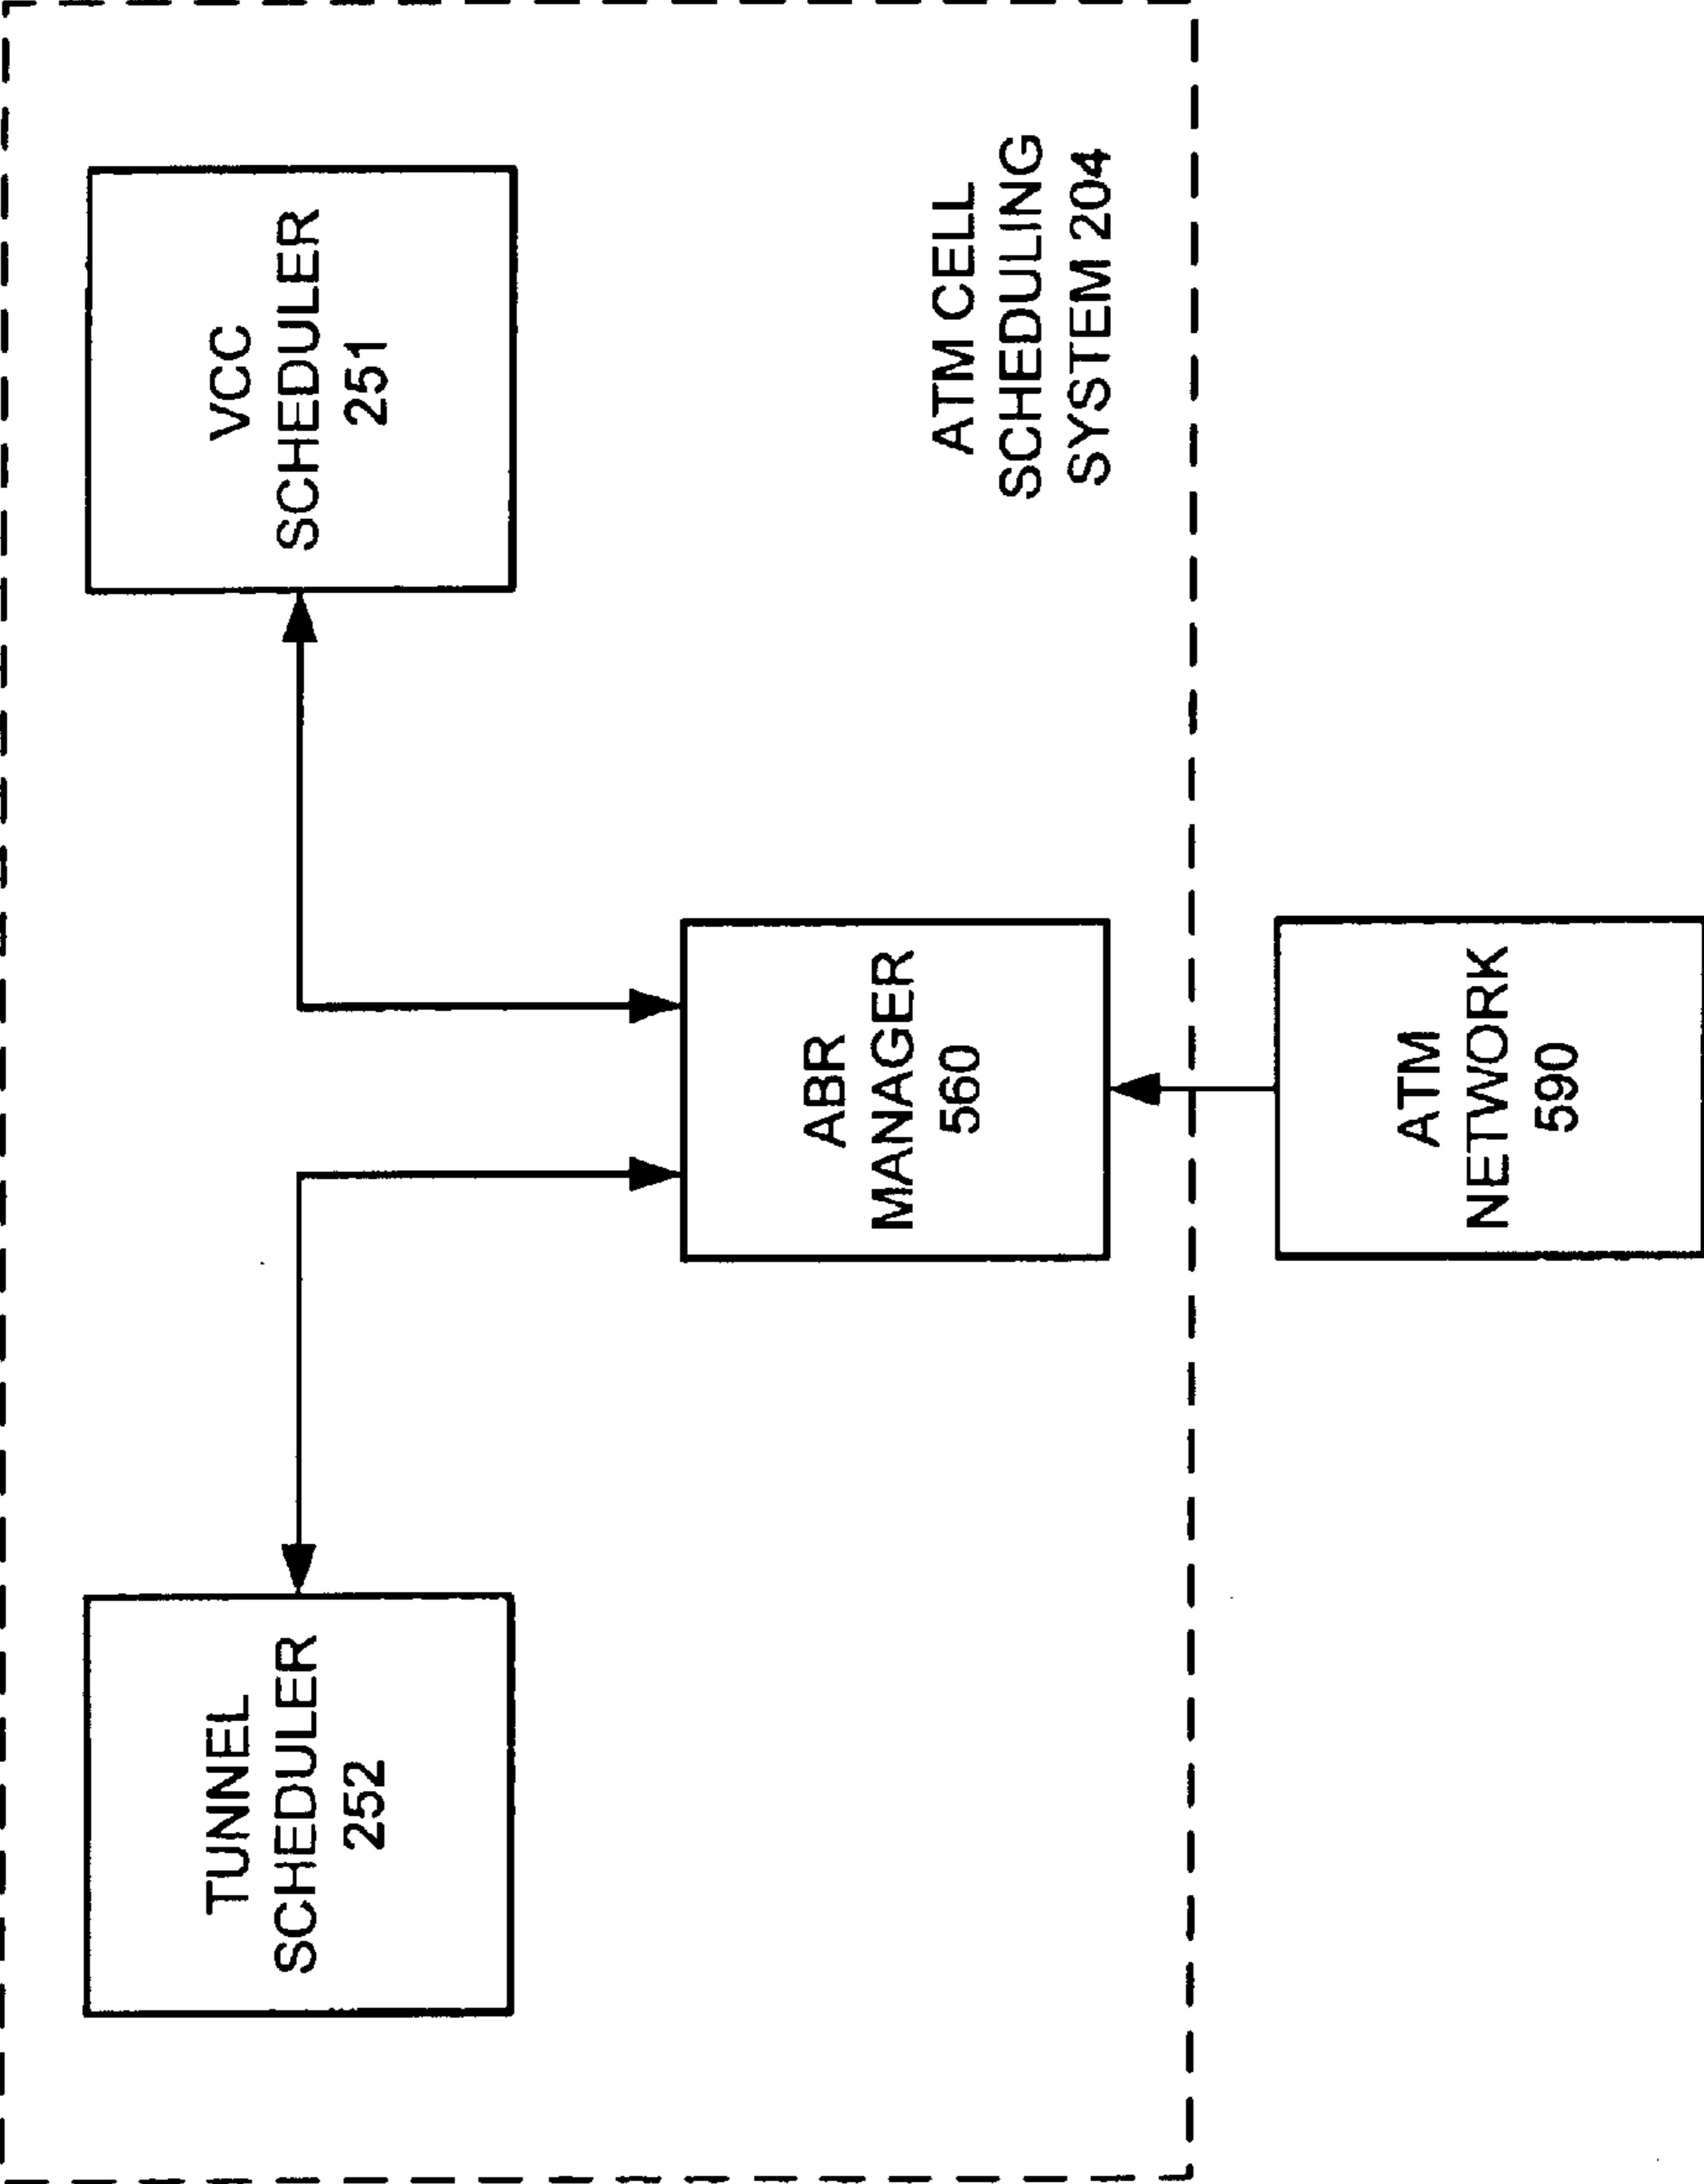 TUNNEL
SCHEDULER
252
VCC
SCHEDULER
251
ABR
MANAGER
560
ATM CELL
SCHEDULING
SYSTEM 204
ATM
NETWORK
590